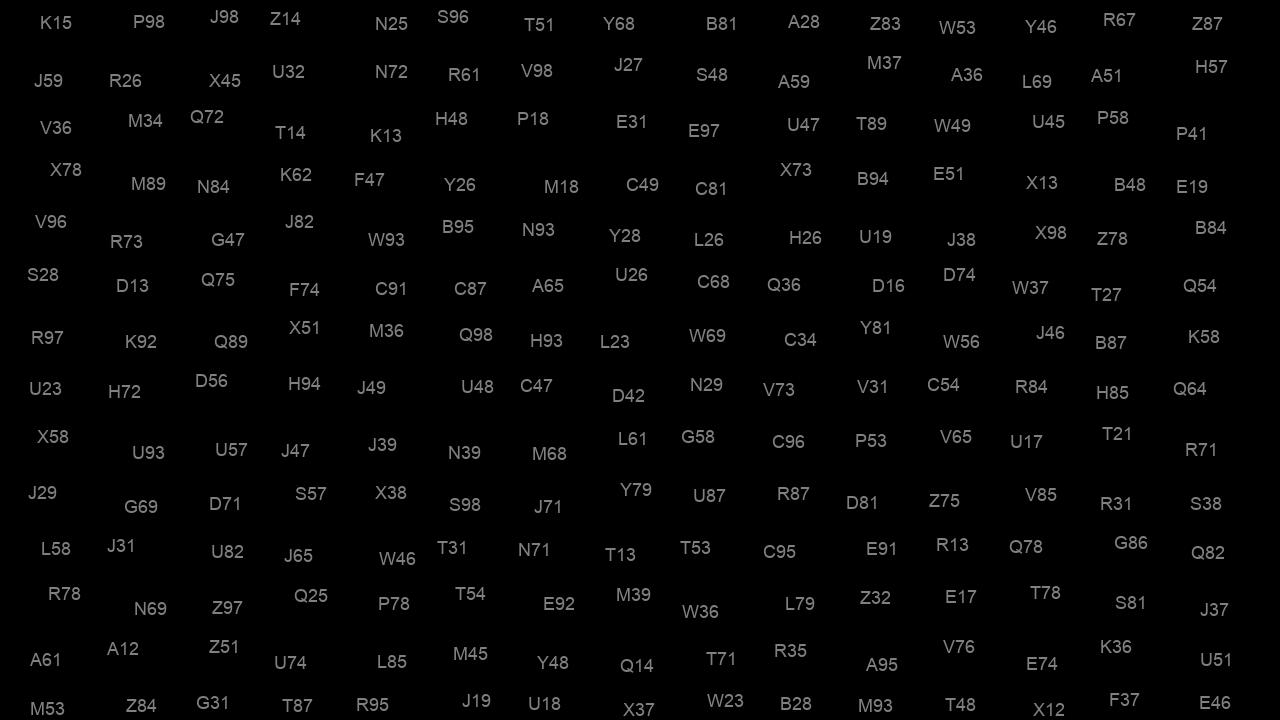 K15 P98 J98 Z14 N25 S96 T51 Y68 B81 A28 Z83 W53 Y46 R67 Z87
J59 R26 X45 U32 N72 R61 V98 J27 S48 A59 M37 A36 L69 A51 H57
V36 M34 Q72 T14 K13 H48 P18 E31 E97 U47 T89 W49 U45 P58 P41
X78 M89 N84 K62 F47 Y26 M18 C49 C81 X73 B94 E51 X13 B48 E19
V96 R73 G47 J82 W93 B95 N93 Y28 L26 H26 U19 J38 X98 Z78 B84
S28 D13 Q75 F74 C91 C87 A65 U26 C68 Q36 D16 D74 W37 T27 Q54
R97 K92 Q89 X51 M36 Q98 H93 L23 W69 C34 Y81 W56 J46 B87 K58
U23 H72 D56 H94 J49 U48 C47 D42 N29 V73 V31 C54 R84 H85 Q64
X58 U93 U57 J47 J39 N39 M68 L61 G58 C96 P53 V65 U17 T21 R71
J29 G69 D71 S57 X38 S98 J71 Y79 U87 R87 D81 Z75 V85 R31 S38
L58 J31 U82 J65 W46 T31 N71 T13 T53 C95 E91 R13 Q78 G86 Q82
R78 N69 Z97 Q25 P78 T54 E92 M39 W36 L79 Z32 E17 T78 S81 J37
A61 A12 Z51 U74 L85 M45 Y48 Q14 T71 R35 A95 V76 E74 K36 U51
M53 Z84 G31 T87 R95 J19 U18 X37 W23 B28 M93 T48 X12 F37 E46